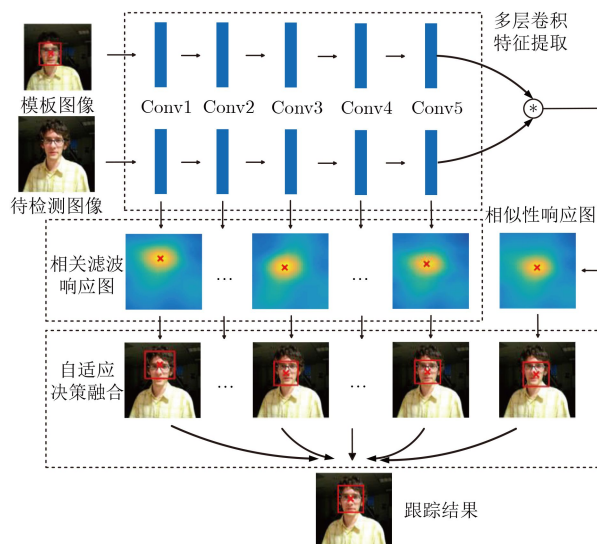 多层卷积
特征提取
模板图像
Conv1 Conv2 Conv3 Conv4 Conv5
*
待检测图像
相似性响应图
相关滤波
响应图
… …
自适应
决策融合
… …
跟踪结果